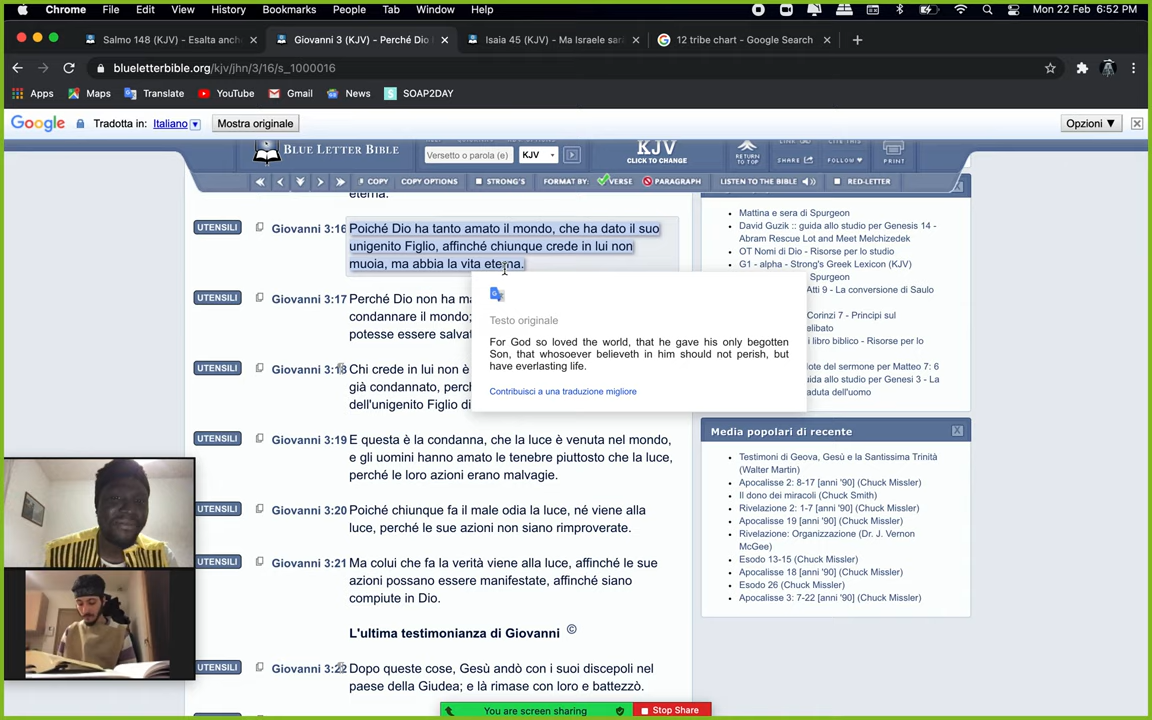 Chrome File Edit View History Bookmarks People Tab Window Help Mon 22 Feb 6:52 PM
Salmo 148 (KJV) - Esalta anch
Giovanni 3 (KJV) - Perché Dio
Isaia 45 (KJV) - Ma Israele sar
12 tribe chart - Google Search
blueletterbible.org/kjv/jhn/3/16/s_1000016
Apps Maps Translate YouTube Gmail News SOAP2DAY
Google Tradotta in: Italiano Mostra originale Opzioni
BLUE LETTER BIBLE Versetto o parola (e) KJV
KJV
CLICK TO CHANGE
RETURN
TO TOP
SHARE FOLLOW PRINT
COPY COPY OPTIONS STRONG'S FORMAT BY: VERSE PARAGRAPH LISTEN TO THE BIBLE RED-LETTER
eterna.
UTENSILI Giovanni 3:16 Poiché Dio ha tanto amato il mondo, che ha dato il suo
unigenito Figlio, affinché chiunque crede in lui non
muoia, ma abbia la vita eterna.
UTENSILI Giovanni 3:17 Perché Dio non ha ma
condannare il mondo;
potesse essere salvat
UTENSILI Giovanni 3:18 Chi crede in lui non è
già condannato, perch
dell'unigenito Figlio di
Testo originale
For God so loved the world, that he gave his only begotten
Son, that whosoever believeth in him should not perish, but
have everlasting life.
Contribuisci a una traduzione migliore
UTENSILI Giovanni 3:19 E questa è la condanna, che la luce è venuta nel mondo,
e gli uomini hanno amato le tenebre piuttosto che la luce,
perché le loro azioni erano malvagie.
UTENSILI Giovanni 3:20 Poiché chiunque fa il male odia la luce, né viene alla
luce, perché le sue azioni non siano rimproverate.
UTENSILI Giovanni 3:21 Ma colui che fa la verità viene alla luce, affinché le sue
azioni possano essere manifestate, affinché siano
compiute in Dio.
L'ultima testimonianza di Giovanni ©
UTENSILI Giovanni 3:22 Dopo queste cose, Gesù andò con i suoi discepoli nel
paese della Giudea; e là rimase con loro e battezzò.
Mattina e sera di Spurgeon
David Guzik :: guida allo studio per Genesi 14 -
Abram Rescue Lot and Meet Melchizedek
OT Nomi di Dio - Risorse per lo studio
G1 - alpha - Strong's Greek Lexicon (KJV)
Spurgeon
Atti 9 - La conversione di Saulo
Corinzi 7 - Principi sul
elibato
i libro biblico - Risorse per lo
lote del sermone per Matteo 7: 6
uida allo studio per Genesi 3 - La
aduta dell'uomo
Media popolari di recente
Testimoni di Geova, Gesù e la Santissima Trinità
(Walter Martin)
Apocalisse 2: 8-17 [anni '90] (Chuck Missler)
Il dono dei miracoli (Chuck Smith)
Rivelazione 2: 1-7 [anni '90] (Chuck Missler)
Apocalisse 19 [anni '90] (Chuck Missler)
Rivelazione: Organizzazione (Dr. J. Vernon
McGee)
Esodo 13-15 (Chuck Missler)
Apocalisse 18 [anni '90] (Chuck Missler)
Esodo 26 (Chuck Missler)
Apocalisse 3: 7-22 [anni '90] (Chuck Missler)
You are screen sharing Stop Share